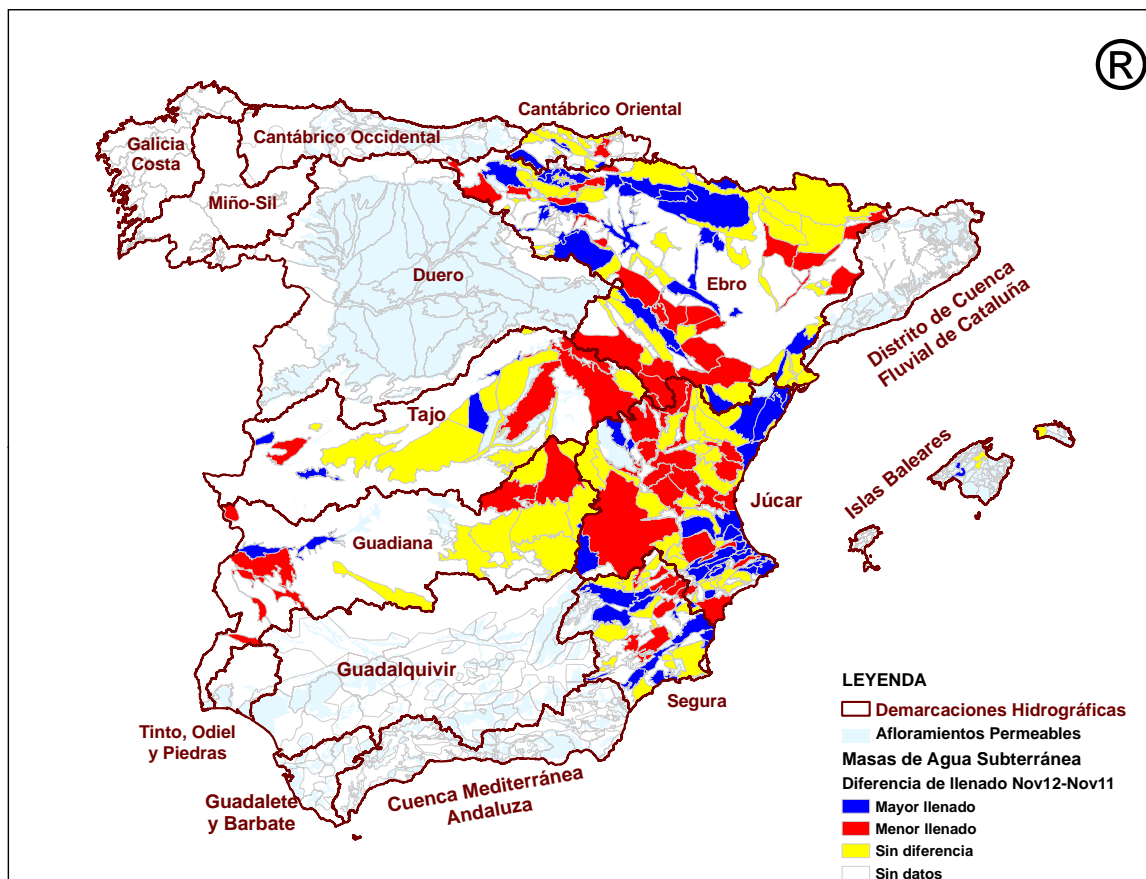 ®
Cantábrico Oriental
Cantábrico Occidental
Galicia
Costa
Miño-Sil
Duero
Ebro
Distrito de Cuenca
Fluvial de Cataluña
Tajo
Islas Baleares
Júcar
Guadiana
Guadalquivir
Segura
Tinto, Odiel
y Piedras
Guadalete
y Barbate
Cuenca Mediterránea
Andaluza
LEYENDA
Demarcaciones Hidrográficas
Afloramientos Permeables
Masas de Agua Subterránea
Diferencia de llenado Nov12-Nov11
Mayor llenado
Menor llenado
Sin diferencia
Sin datos